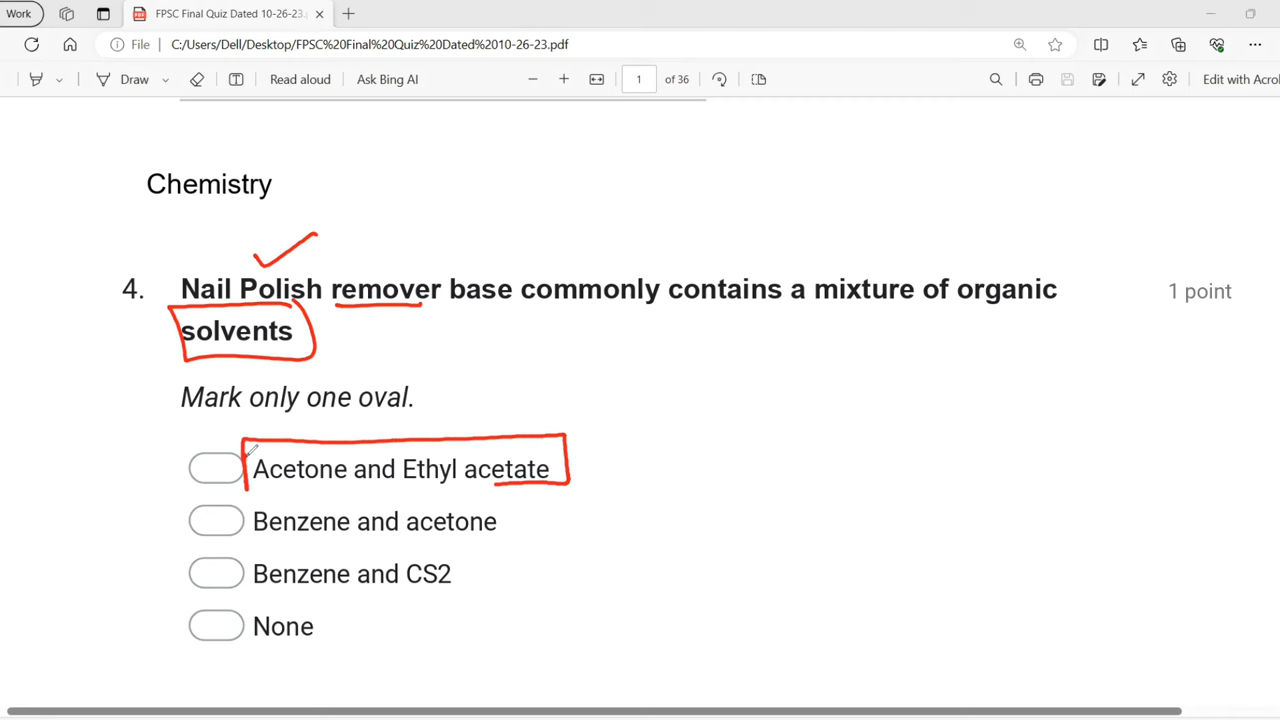 Work
FPSC Final Quiz Dated 10-26-23.
File
C:/Users/Dell/Desktop/FPSC%20Final%20Quiz%20Dated%2010-26-23.pdf
Draw
Read aloud
Ask Bing AI
1
of 36
Edit with Acro
Chemistry
4. Nail Polish remover base commonly contains a mixture of organic
1 point
solvents
Mark only one oval.
Acetone and Ethyl acetate
Benzene and acetone
Benzene and CS2
None